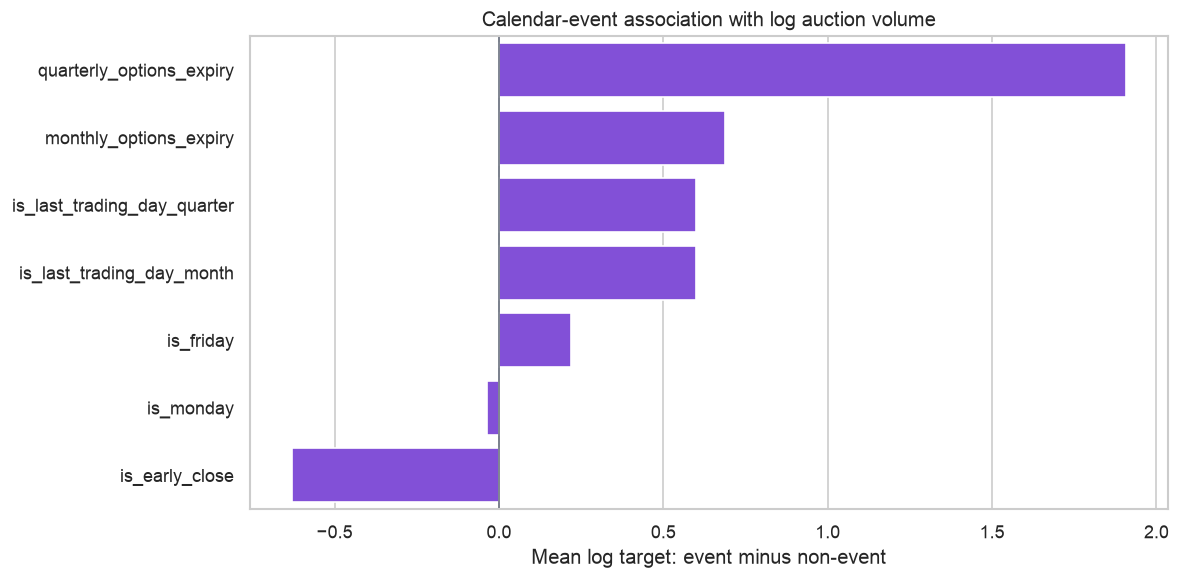 Calendar-event association with log auction volume
quarterly_options_expiry
monthly_options_expiry
is_last_trading_day_quarter
is_last_trading_day_month
is_friday
is_monday
is_early_close
−0.5 0.0 0.5 1.0 1.5 2.0
Mean log target: event minus non-event